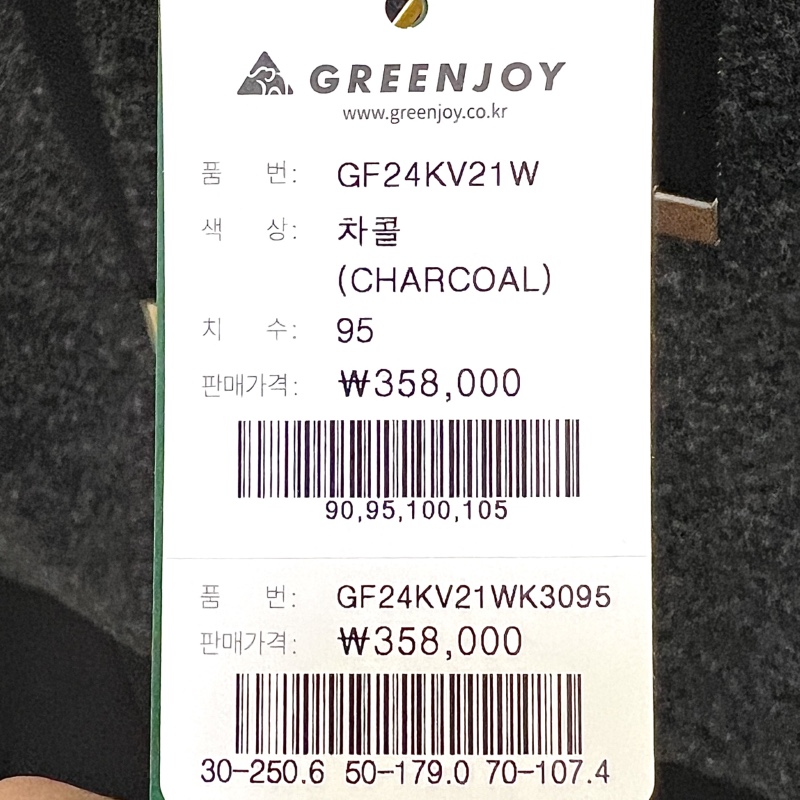 GREENJOY
www.greenjoy.co.kr
품 번: GF24KV21W
색 상: 차콜
(CHARCOAL)
치 수: 95
판매가격: ₩358,000
90,95,100,105
품 번: GF24KV21WK3095
판매가격: ₩358,000
30-250.6 50-179.0 70-107.4